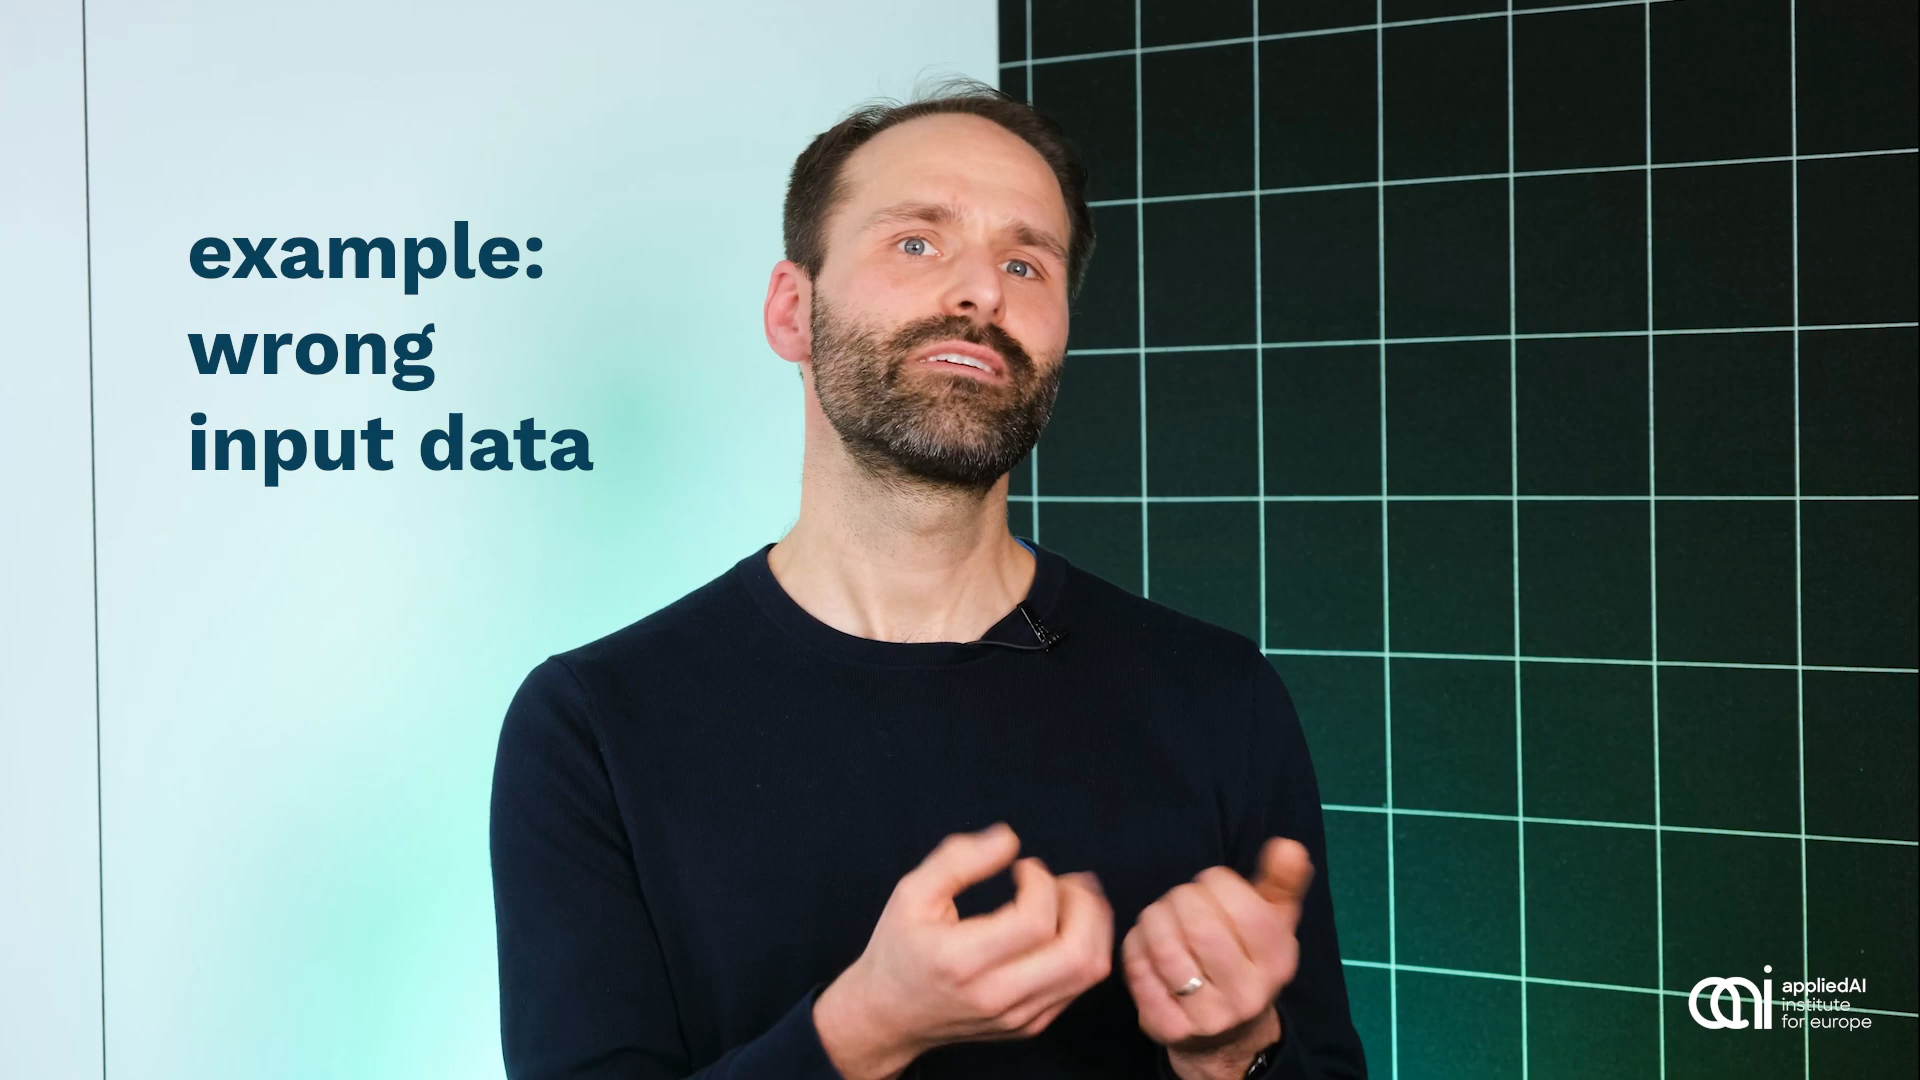 example:
wrong
input data
appliedAI
institute
for europe